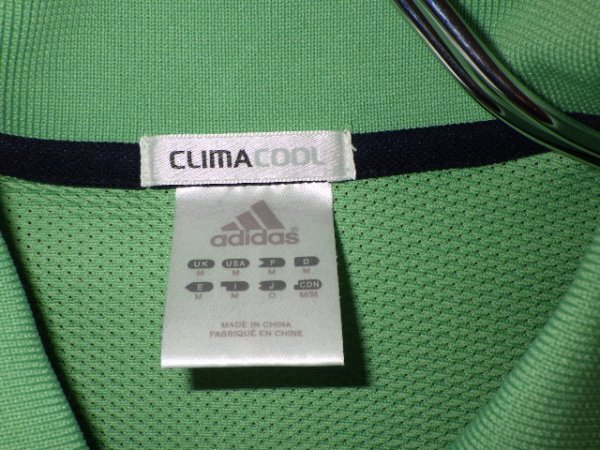 CLIMACOOL
adidas
UK USA F D
M M M M
E I J CDN
M M O M/M
MADE IN CHINA
FABRIQUÉ EN CHINE